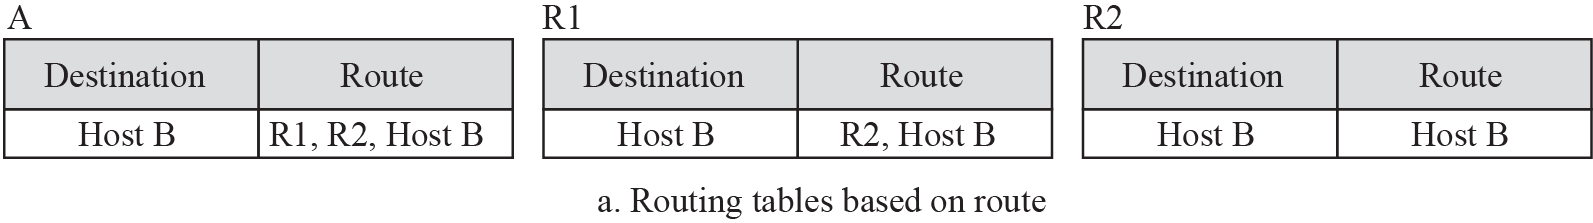 A R1 R2
Destination Route Destination Route Destination Route
Host B R1, R2, Host B Host B R2, Host B Host B Host B
a. Routing tables based on route